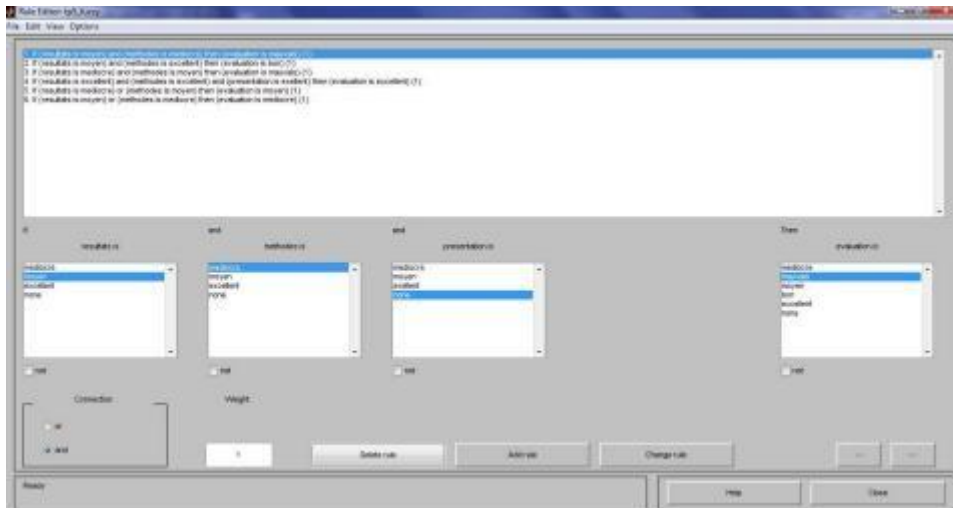 Rule Editor: tp5_fuzzy
File Edit View Options
1. If (resultats is moyen) and (methodes is mediocre) then (evaluation is mauvais) (1)
2. If (resultats is moyen) and (methodes is excellent) then (evaluation is bon) (1)
3. If (resultats is mediocre) and (methodes is moyen) then (evaluation is mauvais) (1)
4. If (resultats is excellent) and (methodes is excellent) and (presentation is exellent) then (evaluation is excellent) (1)
5. If (resultats is mediocre) or (methodes is moyen) then (evaluation is moyen) (1)
6. If (resultats is moyen) or (methodes is mediocre) then (evaluation is mediocre) (1)
If and and Then
resultats is methodes is presentation is evaluation is
mediocre
moyen
excellent
none
mediocre
moyen
excellent
none
mediocre
moyen
exellent
none
mediocre
mauvais
moyen
bon
excellent
none
not not not not
Connection Weight:
or
and 1 Delete rule Add rule Change rule
Ready
Help Close